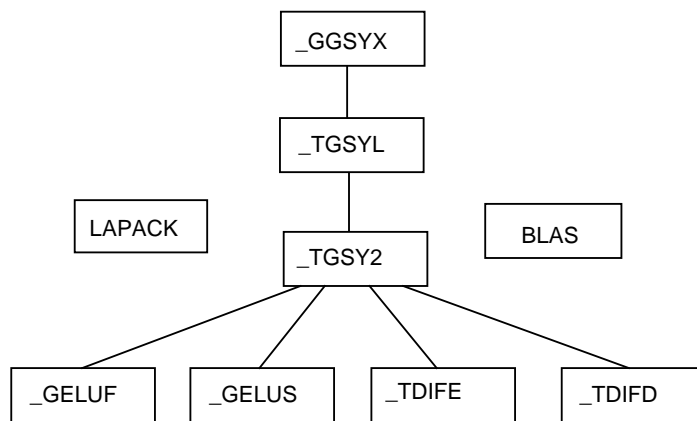 _GGSYX
_TGSYL
LAPACK
BLAS
_TGSY2
_GELUF
_GELUS
_TDIFE
_TDIFD